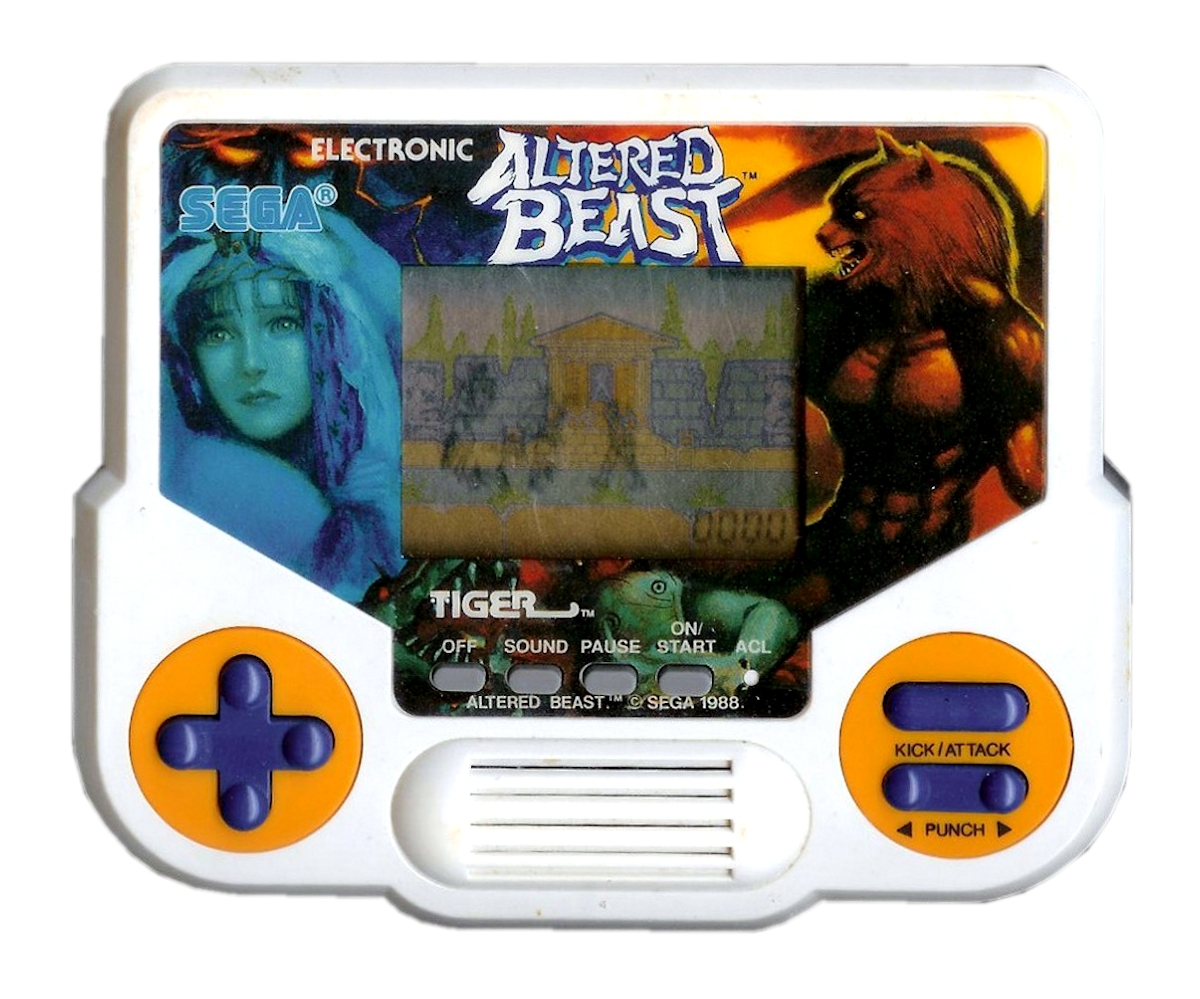 ELECTRONIC
ALTERED
BEAST™
SEGA®
0000
TIGER™
OFF SOUND PAUSE ON/START ACL
ALTERED BEAST.™ © SEGA 1988.
KICK/ATTACK
◀ PUNCH ▶